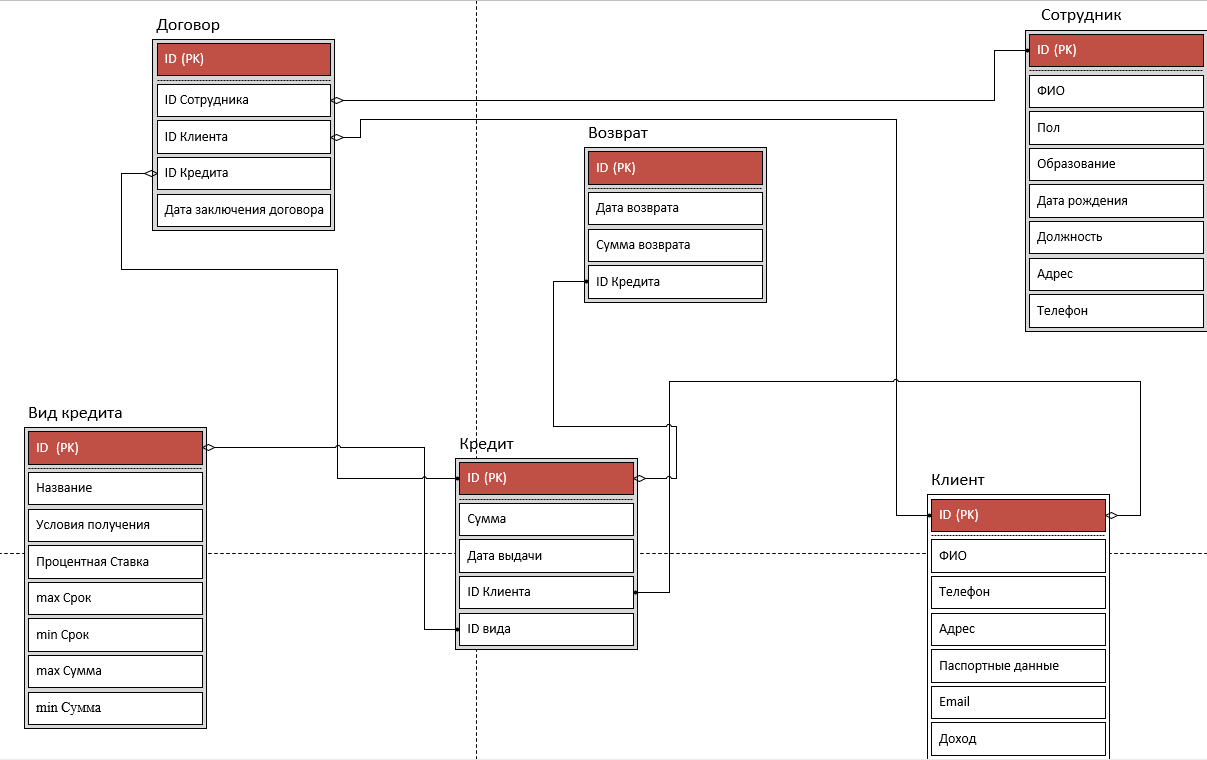 Договор
ID (PK)
ID Сотрудника
ID Клиента
ID Кредита
Дата заключения договора
Возврат
ID (PK)
Дата возврата
Сумма возврата
ID Кредита
Сотрудник
ID (PK)
ФИО
Пол
Образование
Дата рождения
Должность
Адрес
Телефон
Вид кредита
ID (PK)
Название
Условия получения
Процентная Ставка
max Срок
min Срок
max Сумма
min Сумма
Кредит
ID (PK)
Сумма
Дата выдачи
ID Клиента
ID вида
Клиент
ID (PK)
ФИО
Телефон
Адрес
Паспортные данные
Email
Доход